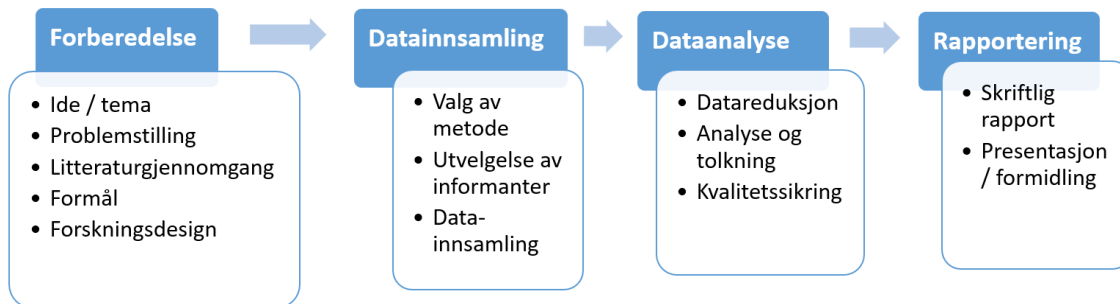 Forberedelse
• Ide / tema
• Problemstilling
• Litteraturgjennomgang
• Formål
• Forskningsdesign
Datainnsamling
• Valg av
metode
• Utvelgelse av
informanter
• Data-
innsamling
Dataanalyse
• Datareduksjon
• Analyse og
tolkning
• Kvalitetssikring
Rapportering
• Skriftlig
rapport
• Presentasjon
/ formidling